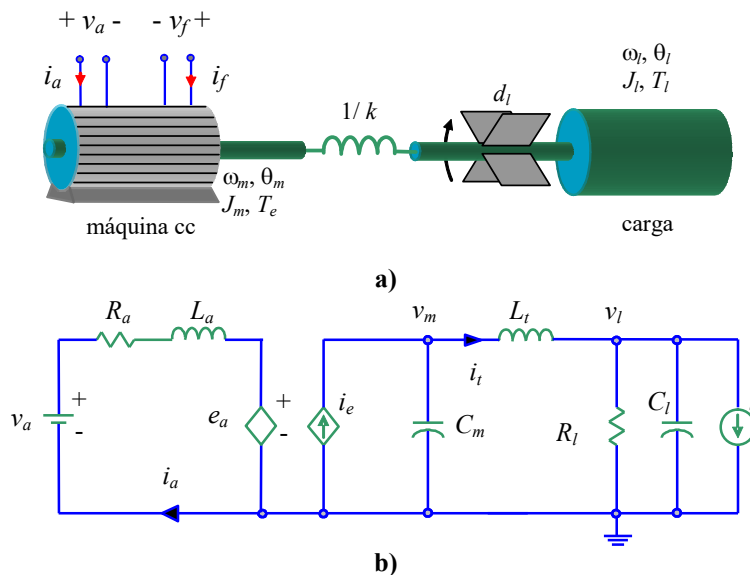 + v_a - - v_f +
i_a i_f
1/ k
d_l
ω_l, θ_l
J_l, T_l
ω_m, θ_m
J_m, T_e
máquina cc
carga
a)
R_a L_a v_m L_t v_l
i_t
v_a + - e_a + - i_e C_m R_l C_l
i_a
b)